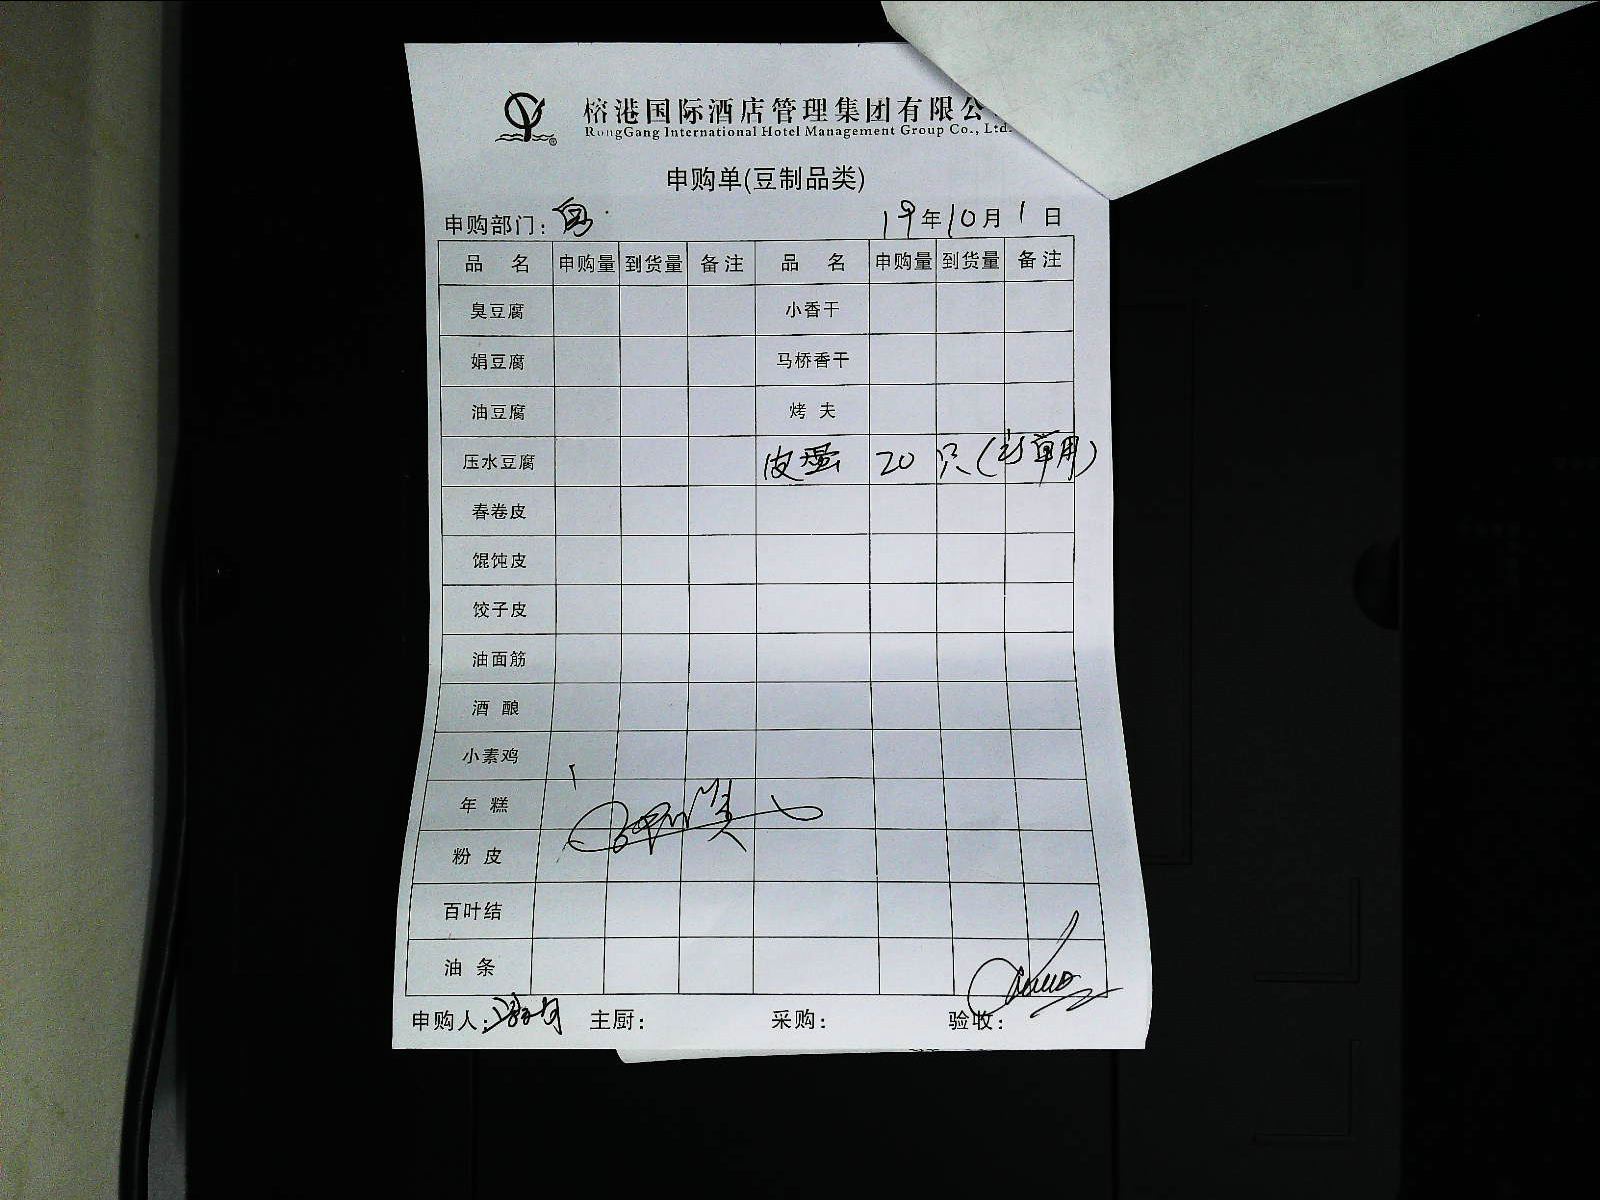 榕港国际酒店管理集团有限公
RongGang International Hotel Management Group Co., Ltd.
申购单(豆制品类)
申购部门: 19年10月1日
品 名 申购量 到货量 备注 品 名 申购量 到货量 备注
臭豆腐 小香干
娟豆腐 马桥香干
油豆腐 烤夫
压水豆腐 皮蛋 20 只(
春卷皮
馄饨皮
饺子皮
油面筋
酒酿
小素鸡
年糕
粉皮
百叶结
油条
申购人: 主厨: 采购: 验收: